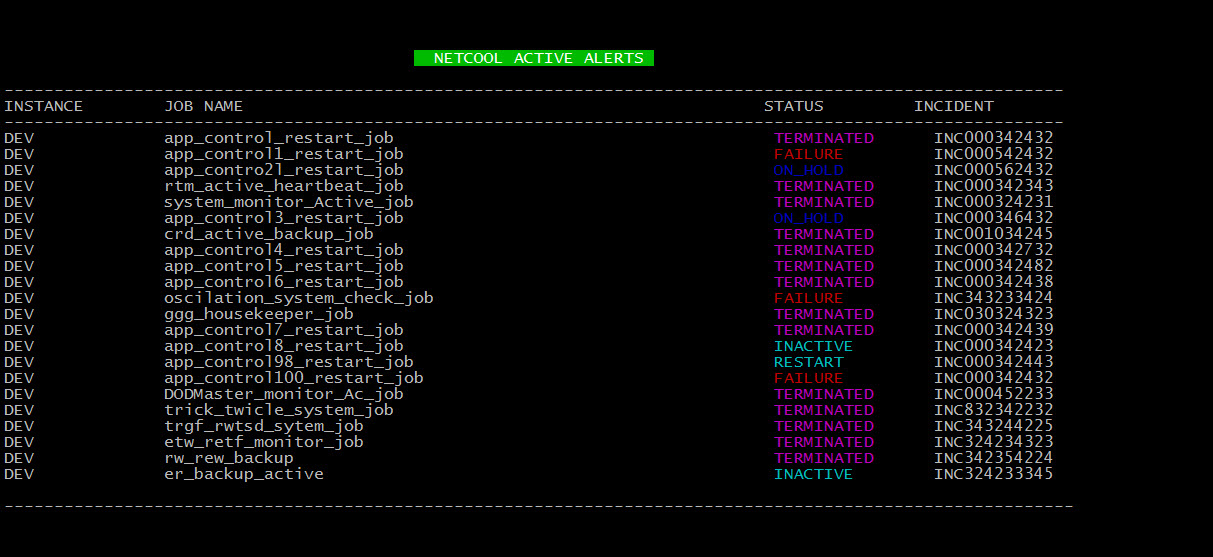 NETCOOL ACTIVE ALERTS
----------------------------------------------------------------------------------------------------------
INSTANCE JOB NAME STATUS INCIDENT
----------------------------------------------------------------------------------------------------------
DEV app_control_restart_job TERMINATED INC000342432
DEV app_control1_restart_job FAILURE INC000542432
DEV app_contro2l_restart_job ON_HOLD INC000562432
DEV rtm_active_heartbeat_job TERMINATED INC000342343
DEV system_monitor_Active_job TERMINATED INC000324231
DEV app_control3_restart_job ON_HOLD INC000346432
DEV crd_active_backup_job TERMINATED INC001034245
DEV app_control4_restart_job TERMINATED INC000342732
DEV app_control5_restart_job TERMINATED INC000342482
DEV app_control6_restart_job TERMINATED INC000342438
DEV oscilation_system_check_job FAILURE INC343233424
DEV ggg_housekeeper_job TERMINATED INC030324323
DEV app_control7_restart_job TERMINATED INC000342439
DEV app_control8_restart_job INACTIVE INC000342423
DEV app_control98_restart_job RESTART INC000342443
DEV app_control100_restart_job FAILURE INC000342432
DEV DODMaster_monitor_Ac_job TERMINATED INC000452233
DEV trick_twicle_system_job TERMINATED INC832342232
DEV trgf_rwtsd_sytem_job TERMINATED INC343244225
DEV etw_retf_monitor_job TERMINATED INC324234323
DEV rw_rew_backup TERMINATED INC342354224
DEV er_backup_active INACTIVE INC324233345
-----------------------------------------------------------------------------------------------------------